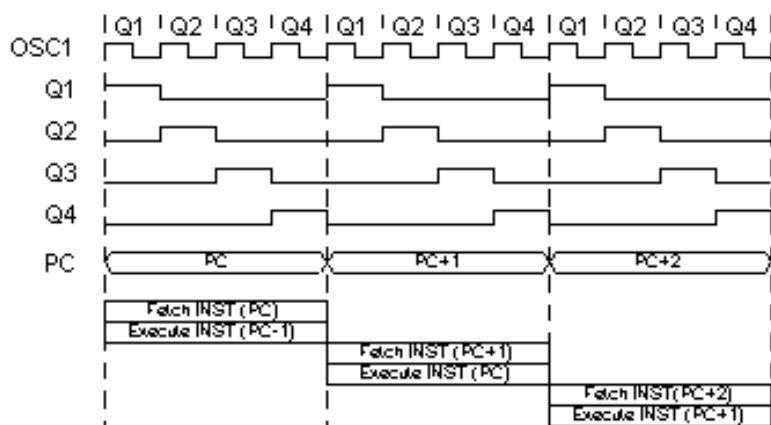 Q1 Q2 Q3 Q4 Q1 Q2 Q3 Q4 Q1 Q2 Q3 Q4
OSC1
Q1
Q2
Q3
Q4
PC PC PC+1 PC+2
Fetch INST (PC)
Execute INST (PC-1)
Fetch INST (PC+1)
Execute INST (PC)
Fetch INST(PC+2)
Execute INST (PC+1)